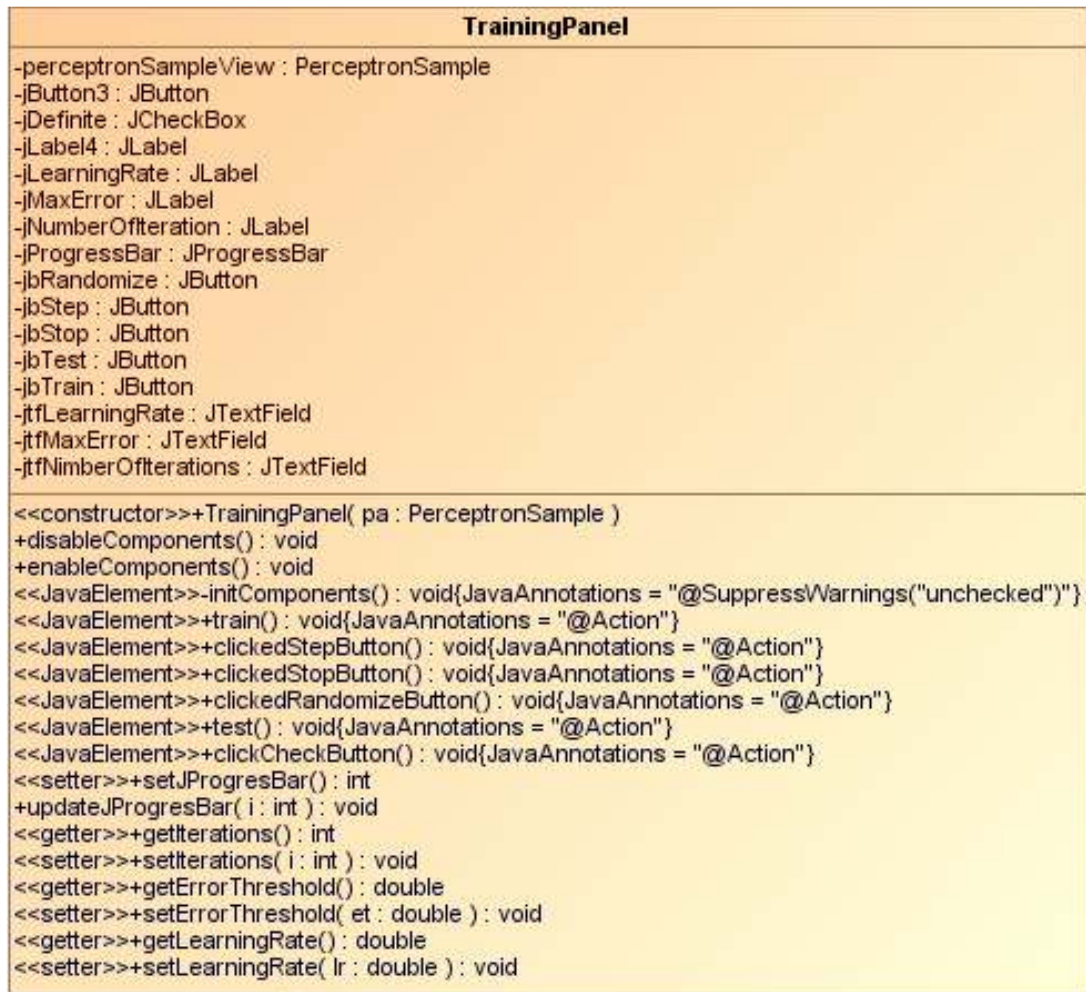 TrainingPanel
-perceptronSampleView : PerceptronSample
-jButton3 : JButton
-jDefinite : JCheckBox
-jLabel4 : JLabel
-jLearningRate : JLabel
-jMaxError : JLabel
-jNumberOfIteration : JLabel
-jProgressBar : JProgressBar
-jbRandomize : JButton
-jbStep : JButton
-jbStop : JButton
-jbTest : JButton
-jbTrain : JButton
-jtfLearningRate : JTextField
-jtfMaxError : JTextField
-jtfNimberOfIterations : JTextField
<<constructor>>+TrainingPanel( pa : PerceptronSample )
+disableComponents() : void
+enableComponents() : void
<<JavaElement>>-initComponents() : void{JavaAnnotations = "@SuppressWarnings("unchecked")"}
<<JavaElement>>+train() : void{JavaAnnotations = "@Action"}
<<JavaElement>>+clickedStepButton() : void{JavaAnnotations = "@Action"}
<<JavaElement>>+clickedStopButton() : void{JavaAnnotations = "@Action"}
<<JavaElement>>+clickedRandomizeButton() : void{JavaAnnotations = "@Action"}
<<JavaElement>>+test() : void{JavaAnnotations = "@Action"}
<<JavaElement>>+clickCheckButton() : void{JavaAnnotations = "@Action"}
<<setter>>+setJProgresBar() : int
+updateJProgresBar( i : int ) : void
<<getter>>+getIterations() : int
<<setter>>+setIterations( i : int ) : void
<<getter>>+getErrorThreshold() : double
<<setter>>+setErrorThreshold( et : double ) : void
<<getter>>+getLearningRate() : double
<<setter>>+setLearningRate( lr : double ) : void